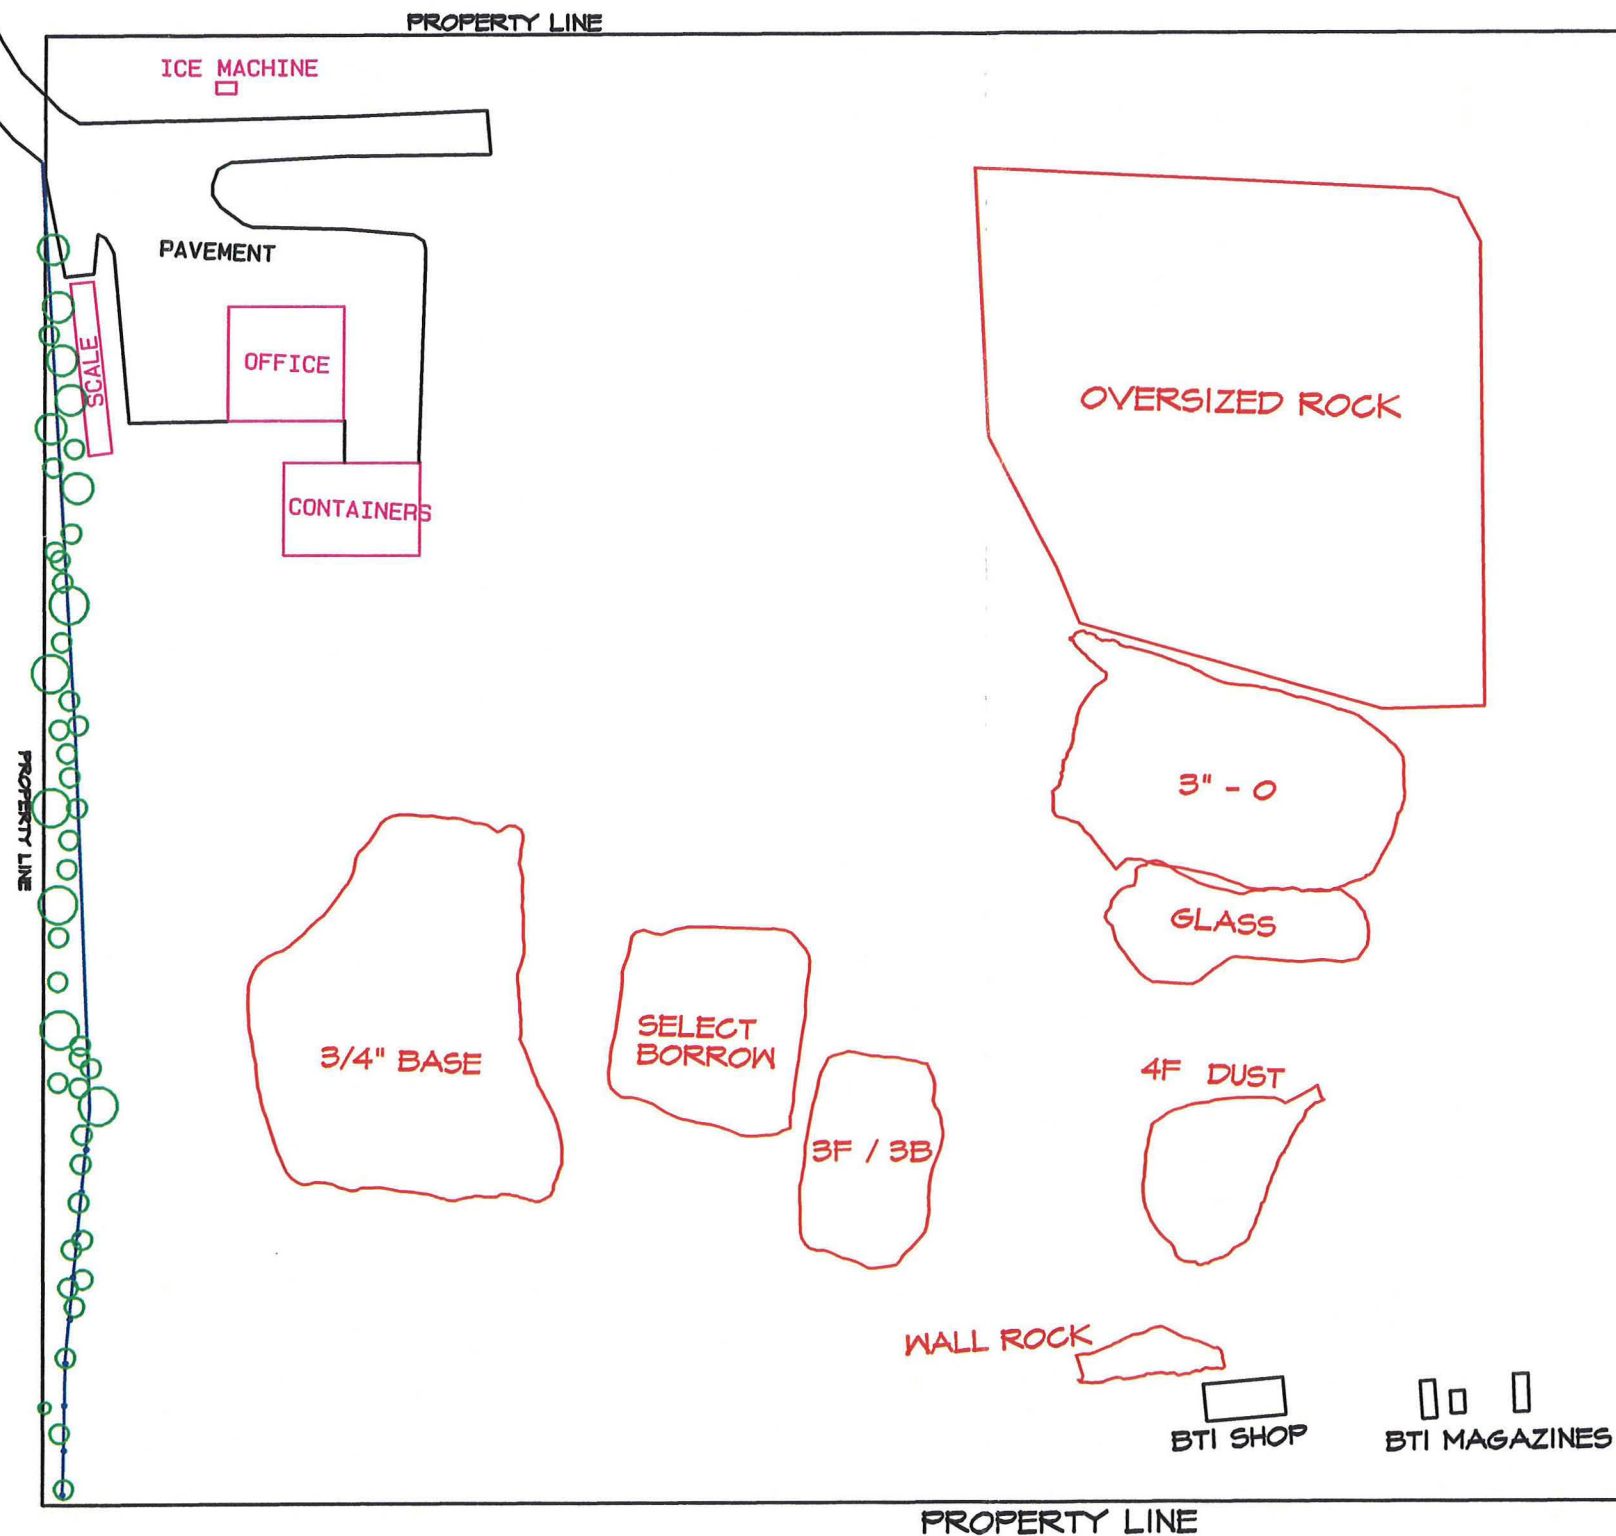 PROPERTY LINE
ICE MACHINE
PAVEMENT
SCALE
OFFICE
OVERSIZED ROCK
CONTAINERS
PROPERTY LINE
3" - 0
GLASS
SELECT
BORROW
3/4" BASE
4F DUST
3F / 3B
WALL ROCK
BTI SHOP
BTI MAGAZINES
PROPERTY LINE